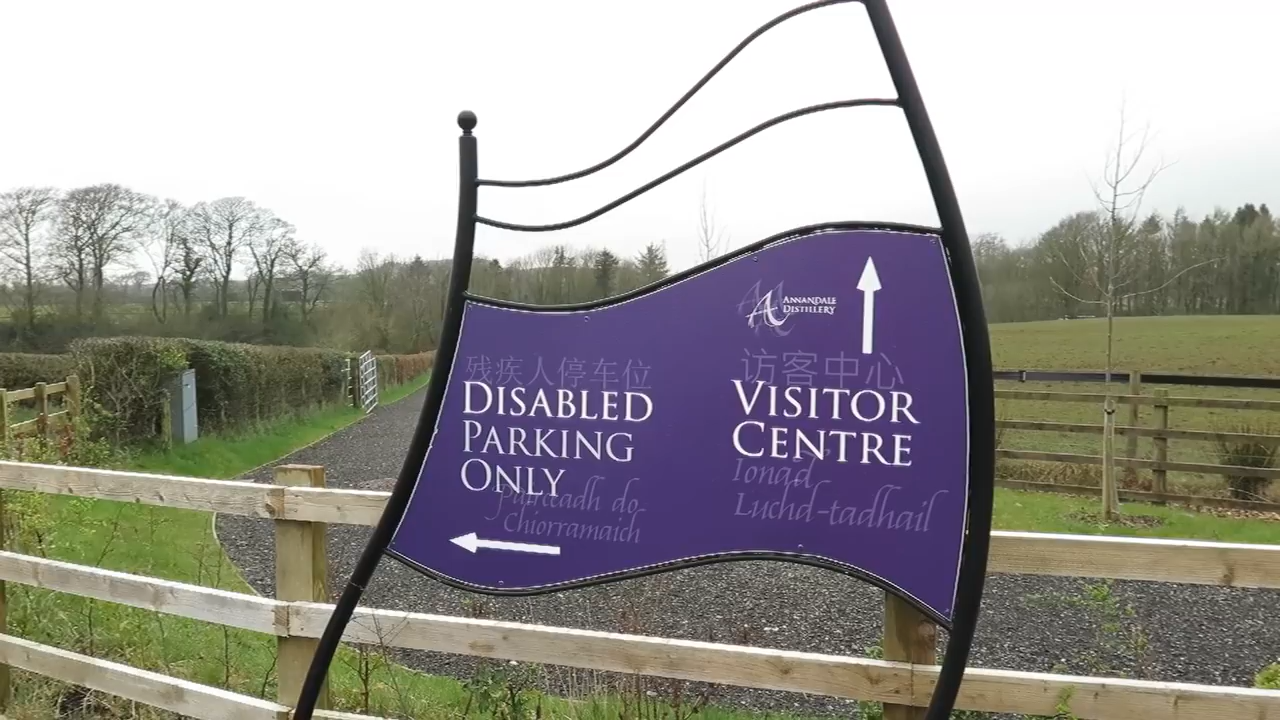 ANNANDALE
DISTILLERY
残疾人停车位
DISABLED
PARKING
ONLY
Pàirceadh do
Chiorramaich
访客中心
VISITOR
CENTRE
Ionad
Luchd-tadhail